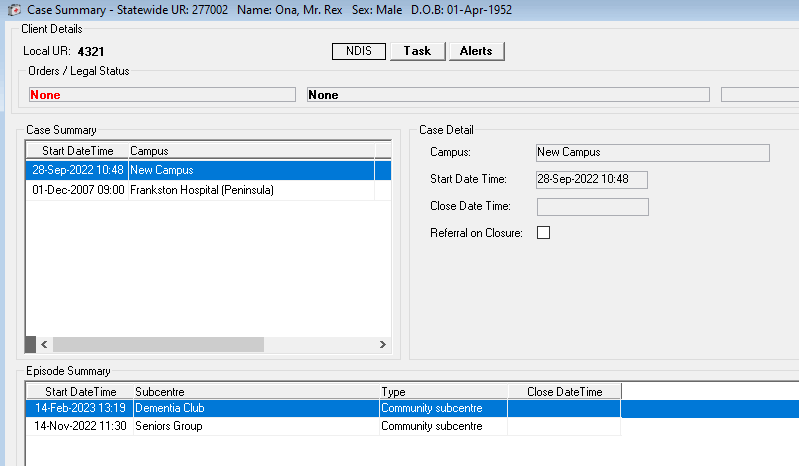 Case Summary - Statewide UR: 277002 Name: Ona, Mr. Rex Sex: Male D.O.B: 01-Apr-1952
Client Details
Local UR: 4321 NDIS Task Alerts
Orders / Legal Status
None None
Case Summary
Start DateTime Campus
28-Sep-2022 10:48 New Campus
01-Dec-2007 09:00 Frankston Hospital (Peninsula)
Case Detail
Campus: New Campus
Start Date Time: 28-Sep-2022 10:48
Close Date Time:
Referral on Closure:
Episode Summary
Start DateTime Subcentre Type Close DateTime
14-Feb-2023 13:19 Dementia Club Community subcentre
14-Nov-2022 11:30 Seniors Group Community subcentre